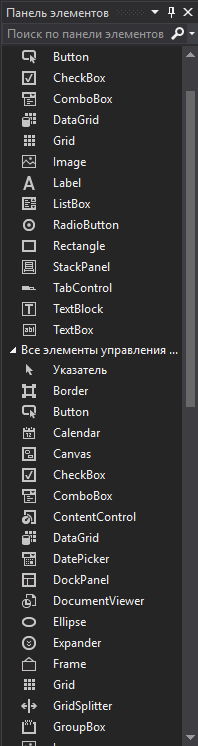 Панель элементов
Поиск по панели элементов
Button
CheckBox
ComboBox
DataGrid
Grid
Image
Label
ListBox
RadioButton
Rectangle
StackPanel
TabControl
TextBlock
TextBox
Все элементы управления ...
Указатель
Border
Button
Calendar
Canvas
CheckBox
ComboBox
ContentControl
DataGrid
DatePicker
DockPanel
DocumentViewer
Ellipse
Expander
Frame
Grid
GridSplitter
GroupBox